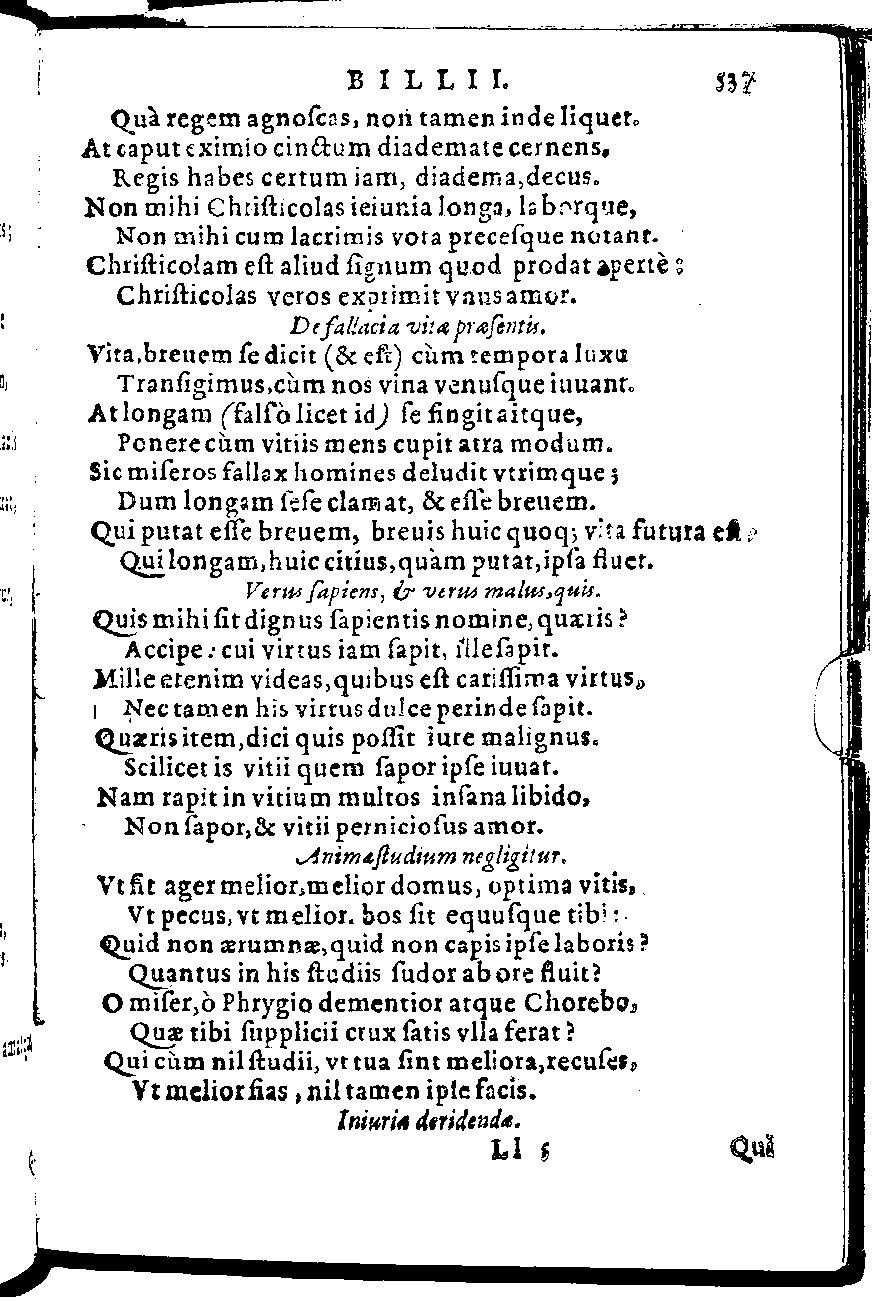 BILLII. 537
Quà regem agnoſcas, non tamen inde liquet.
At caput eximio cinctum diademate cernens,
Regis habes certum iam, diadema, decus.
Non mihi Chriſticolas ieiunia longa, laborque,
Non mihi cum lacrimis vota preceſque notant.
Chriſticolam eſt aliud ſignum quod prodat apertè:
Chriſticolas veros exprimit vnus amor.
De fallacia vitæ præſentis.
Vita, breuem ſe dicit (& eſt) cùm tempora luxu
Tranſigimus, cùm nos vina venuſque iuuant.
At longam (falſò licet id) ſe fingit aitque,
Ponere cùm vitiis mens cupit atra modum.
Sic miſeros fallax homines deludit vtrimque;
Dum longam ſeſe clamat, & eſſe breuem.
Qui putat eſſe breuem, breuis huic quoq; vita futura eſt:
Qui longam, huic citius, quàm putat, ipſa fluet.
Verus ſapiens, & verus malus, quis.
Quis mihi ſit dignus ſapientis nomine, quæris?
Accipe: cui virtus iam ſapit, ille ſapit.
Mille etenim videas, quibus eſt cariſſima virtus,
Nec tamen his virtus dulce perinde ſapit.
Quæris item, dici quis poſſit iure malignus.
Scilicet is vitii quem ſapor ipſe iuuat.
Nam rapit in vitium multos inſana libido,
Non ſapor, & vitii pernicioſus amor.
Animæ ſtudium negligitur.
Vt ſit ager melior, melior domus, optima vitis,
Vt pecus, vt melior. bos ſit equuſque tibi:
Quid non ærumnæ, quid non capis ipſe laboris?
Quantus in his ſtudiis ſudor ab ore fluit?
O miſer, ò Phrygio dementior atque Chorebo,
Quæ tibi ſupplicii crux ſatis vlla ferat?
Qui cùm nil ſtudii, vt tua ſint meliora, recuſes,
Vt melior fias, nil tamen ipſe facis.
Iniuria deridenda.
Ll 5 Quà